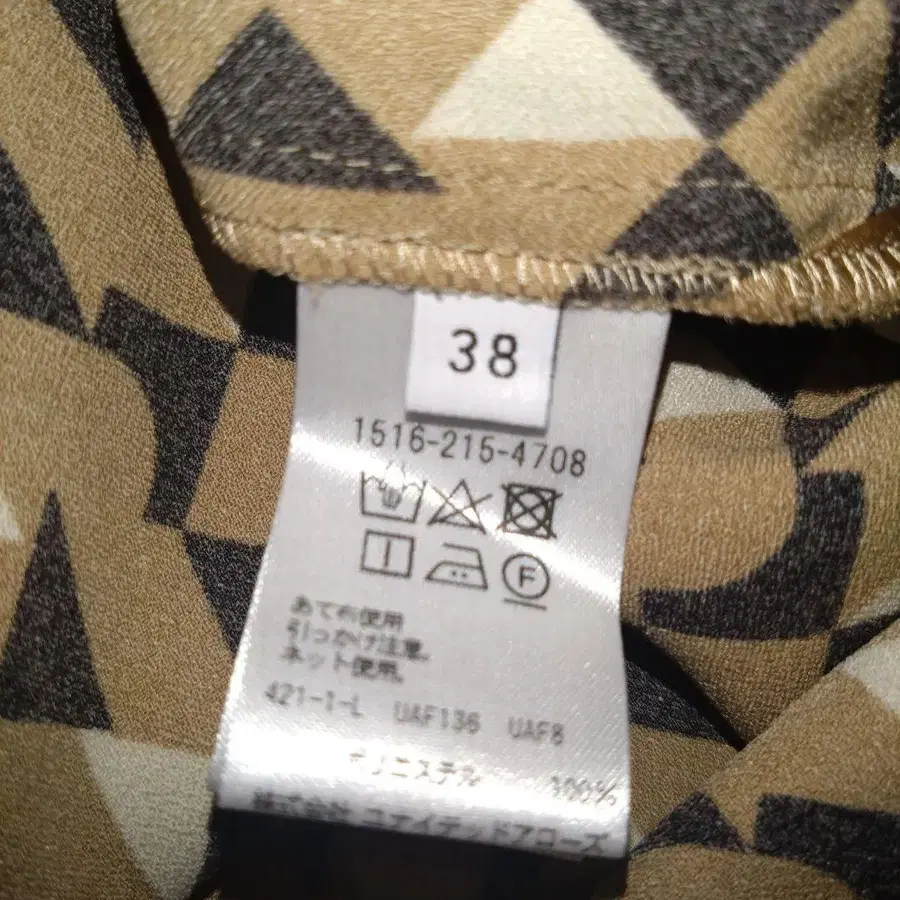 38
1516-215-4708
F
あて布使用
引っかけ注意。
ネット使用。
421-1-L UAF136 UAF8
ポリエステル 100%
株式会社 ユナイテッドアローズ